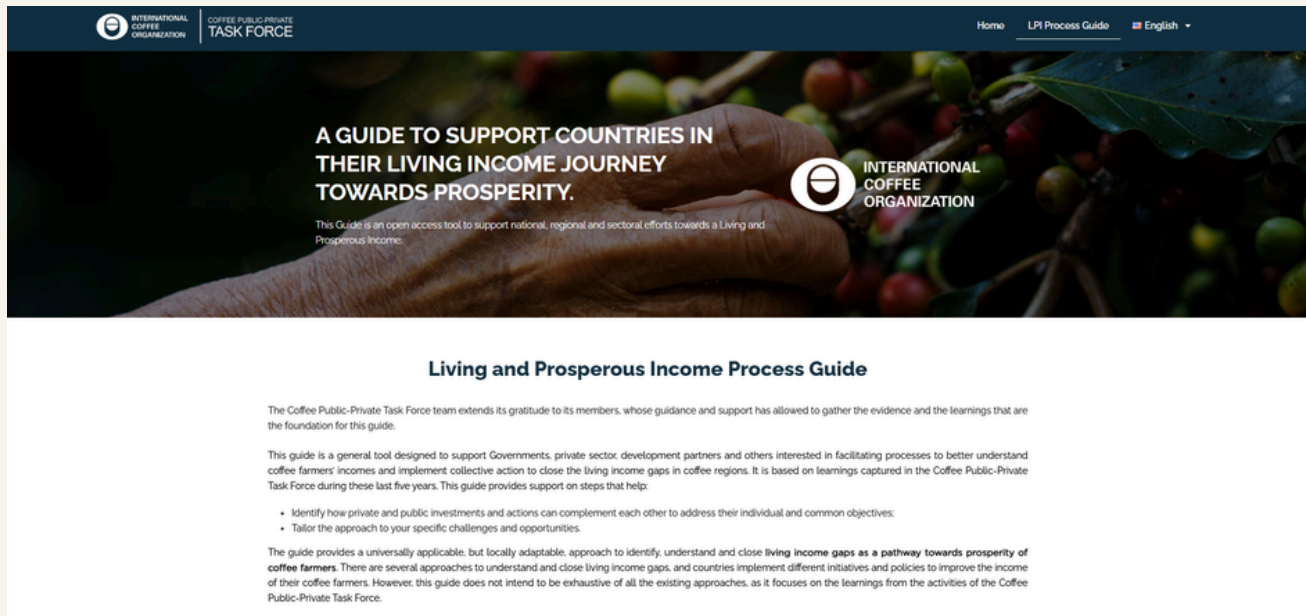 INTERNATIONAL
COFFEE
ORGANIZATION
COFFEE PUBLIC-PRIVATE
TASK FORCE
Home LPI Process Guide English
A GUIDE TO SUPPORT COUNTRIES IN
THEIR LIVING INCOME JOURNEY
TOWARDS PROSPERITY.
This Guide is an open access tool to support national, regional and sectoral efforts towards a Living and
Prosperous Income.
INTERNATIONAL
COFFEE
ORGANIZATION
Living and Prosperous Income Process Guide
The Coffee Public-Private Task Force team extends its gratitude to its members, whose guidance and support has allowed to gather the evidence and the learnings that are
the foundation for this guide.
This guide is a general tool designed to support Governments, private sector, development partners and others interested in facilitating processes to better understand
coffee farmers' incomes and implement collective action to close the living income gaps in coffee regions. It is based on learnings captured in the Coffee Public-Private
Task Force during these last five years. This guide provides support on steps that help:
• Identify how private and public investments and actions can complement each other to address their individual and common objectives;
• Tailor the approach to your specific challenges and opportunities.
The guide provides a universally applicable, but locally adaptable, approach to identify, understand and close living income gaps as a pathway towards prosperity of
coffee farmers. There are several approaches to understand and close living income gaps, and countries implement different initiatives and policies to improve the income
of their coffee farmers. However, this guide does not intend to be exhaustive of all the existing approaches, as it focuses on the learnings from the activities of the Coffee
Public-Private Task Force.